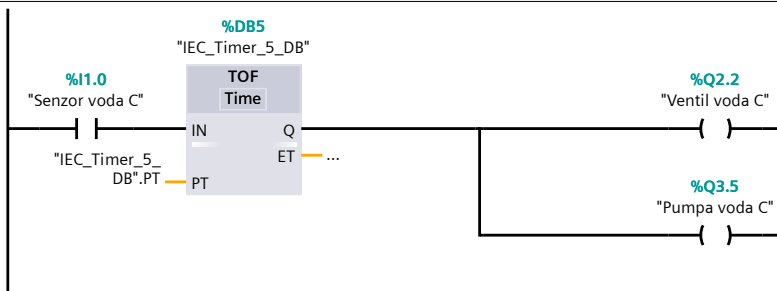 %DB5
"IEC_Timer_5_DB"
%I1.0
"Senzor voda C"
TOF
Time
%Q2.2
"Ventil voda C"
IN
Q
"IEC_Timer_5_
DB".PT
PT
ET
...
%Q3.5
"Pumpa voda C"